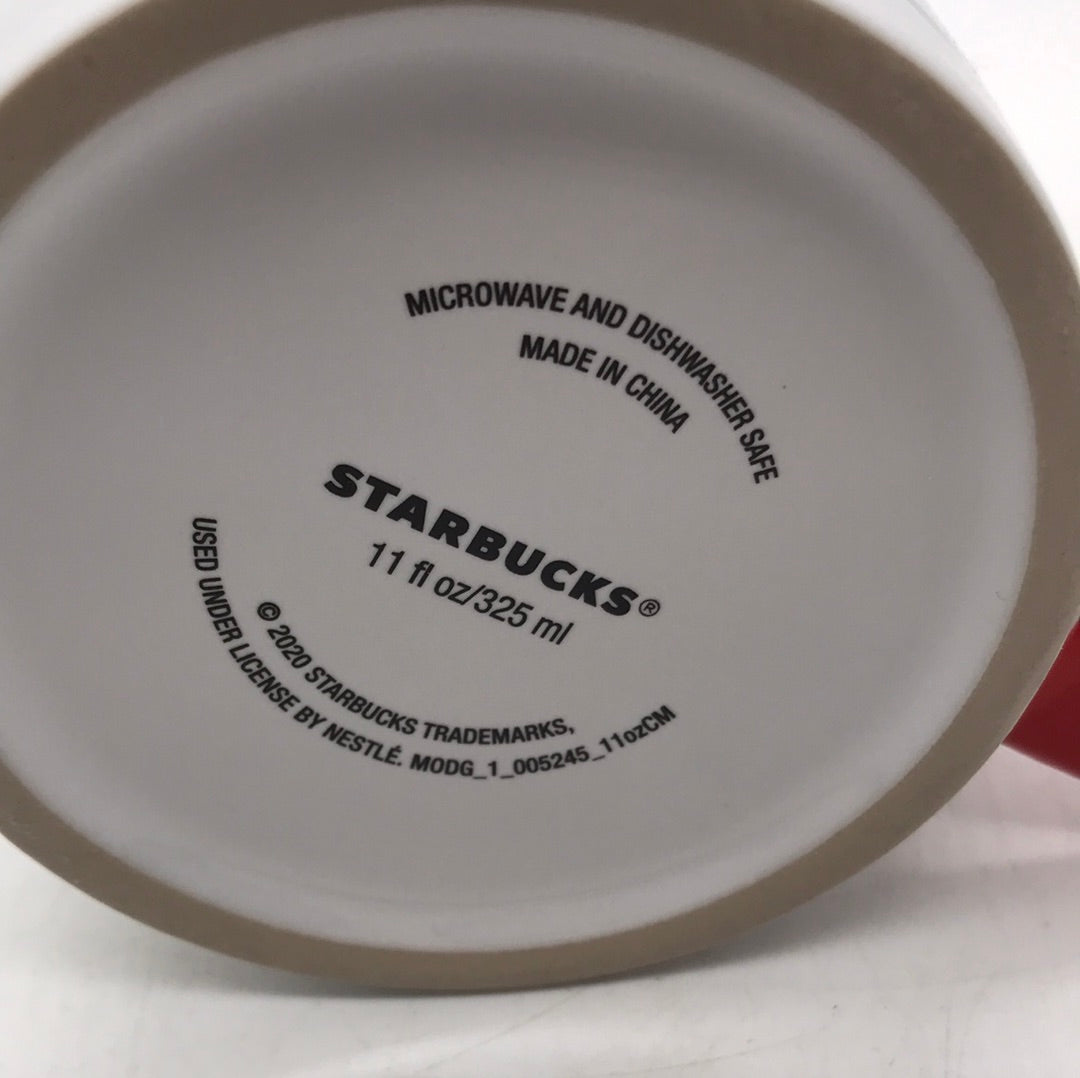 MICROWAVE AND DISHWASHER SAFE
MADE IN CHINA
STARBUCKS®
11 fl oz/325 ml
© 2020 STARBUCKS TRADEMARKS,
USED UNDER LICENSE BY NESTLÉ. MODG_1_005245_11ozCM